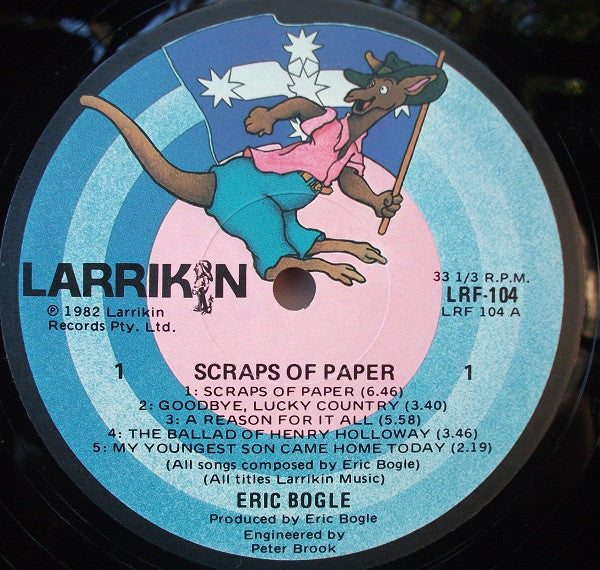 LARRIKIN
℗ 1982 Larrikin
Records Pty. Ltd.
33 1/3 R.P.M.
LRF-104
LRF 104 A
1 SCRAPS OF PAPER 1
1: SCRAPS OF PAPER (6.46)
2: GOODBYE, LUCKY COUNTRY (3.40)
3: A REASON FOR IT ALL (5.58)
4: THE BALLAD OF HENRY HOLLOWAY (3.46)
5: MY YOUNGEST SON CAME HOME TODAY (2.19)
(All songs composed by Eric Bogle)
(All titles Larrikin Music)
ERIC BOGLE
Produced by Eric Bogle
Engineered by
Peter Brook